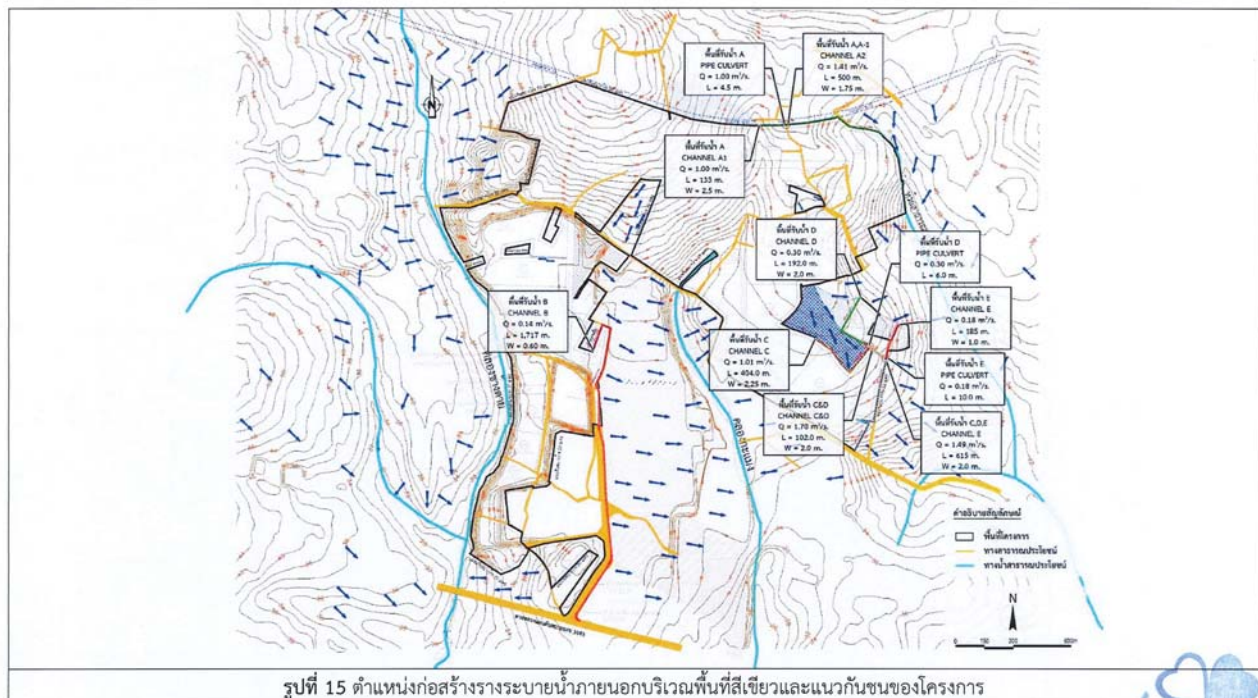 พื้นที่รับน้ำ A
PIPE CULVERT
Q = 1.00 m³/s.
L = 4.5 m.
พื้นที่รับน้ำ A,A-1
CHANNEL A2
Q = 1.41 m³/s.
L = 500 m.
W = 1.75 m.
N
พื้นที่รับน้ำ A
CHANNEL A1
Q = 1.00 m³/s.
L = 133 m.
W = 2.5 m.
พื้นที่รับน้ำ D
CHANNEL D
Q = 0.30 m³/s.
L = 192.0 m.
W = 2.0 m.
พื้นที่รับน้ำ D
PIPE CULVERT
Q = 0.30 m³/s.
L = 6.0 m.
พื้นที่รับน้ำ B
CHANNEL B
Q = 0.14 m³/s.
L = 1,717 m.
W = 0.60 m.
พื้นที่รับน้ำ E
CHANNEL E
Q = 0.18 m³/s.
L = 185 m.
W = 1.0 m.
พื้นที่รับน้ำ C
CHANNEL C
Q = 1.01 m³/s.
L = 404.0 m.
W = 2.25 m.
พื้นที่รับน้ำ E
PIPE CULVERT
Q = 0.18 m³/s.
L = 10.0 m.
พื้นที่รับน้ำ C&D
CHANNEL C&D
Q = 1.70 m³/s.
L = 102.0 m.
W = 2.0 m.
พื้นที่รับน้ำ C,D,E
CHANNEL E
Q = 1.49 m³/s.
L = 615 m.
W = 2.0 m.
คลองกะแมง
คำอธิบายสัญลักษณ์
พื้นที่โครงการ
ทางสาธารณประโยชน์
ทางน้ำสาธารณประโยชน์
N
รูปที่ 15 ตำแหน่งก่อสร้างรางระบายน้ำภายนอกบริเวณพื้นที่สีเขียวและแนวกันชนของโครงการ